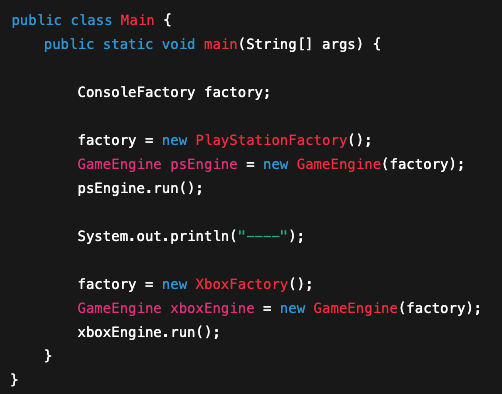 public class Main {
    public static void main(String[] args) {

        ConsoleFactory factory;

        factory = new PlayStationFactory();
        GameEngine psEngine = new GameEngine(factory);
        psEngine.run();

        System.out.println("----");

        factory = new XboxFactory();
        GameEngine xboxEngine = new GameEngine(factory);
        xboxEngine.run();
    }
}